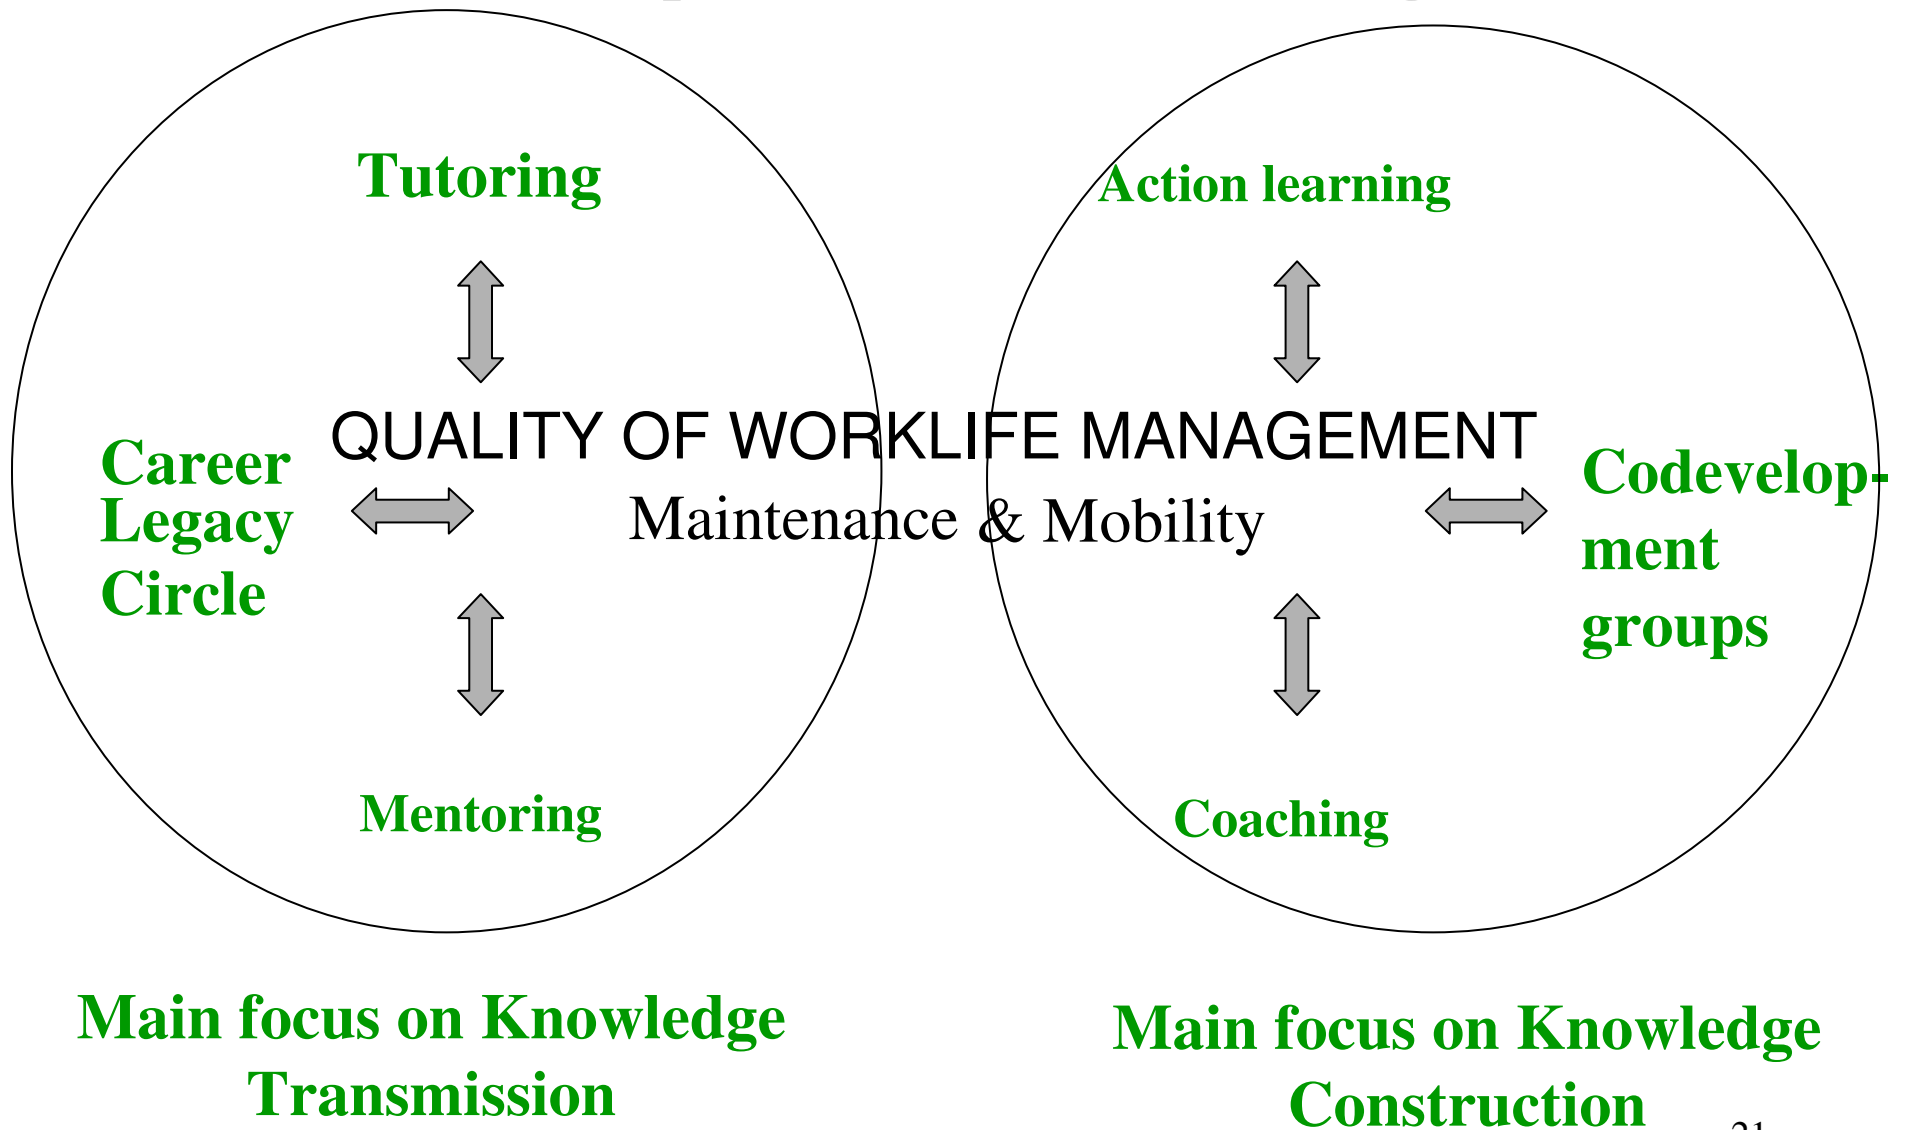 Tutoring
Action learning
QUALITY OF WORKLIFE MANAGEMENT
Maintenance & Mobility
Career
Legacy
Circle
Codevelop-
ment
groups
Mentoring
Coaching
Main focus on Knowledge
Transmission
Main focus on Knowledge
Construction